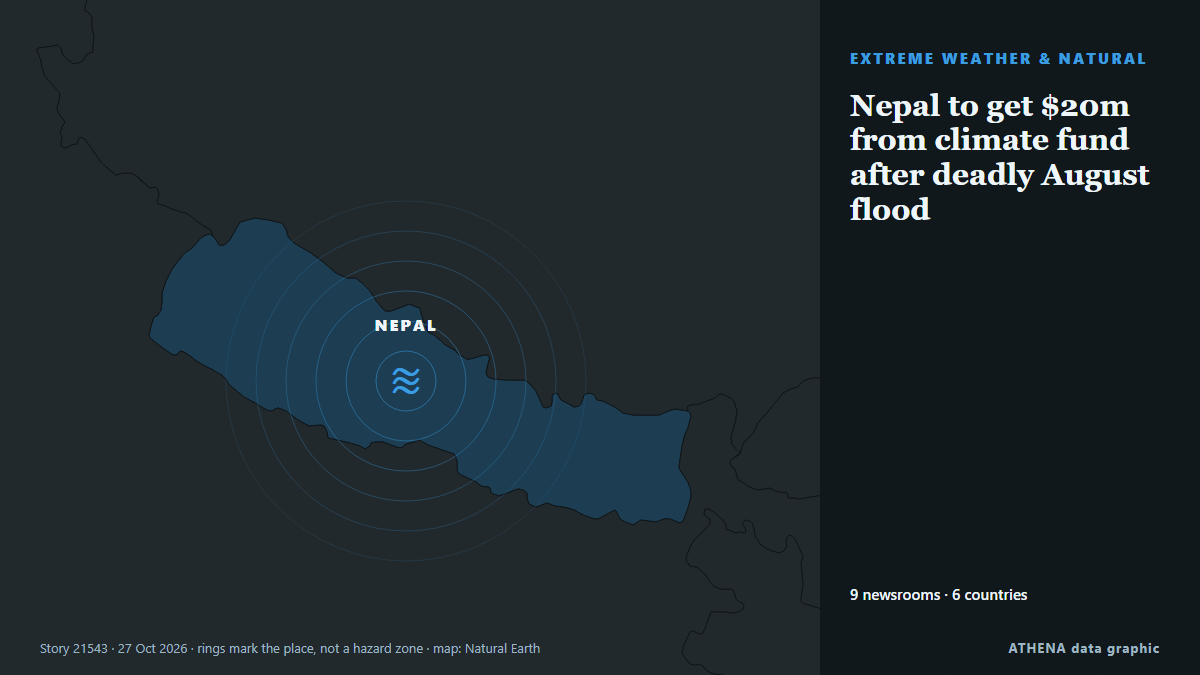 EXTREME WEATHER & NATURAL
Nepal to get $20m
from climate fund
after deadly August
flood
NEPAL
9 newsrooms · 6 countries
Story 21543 · 27 Oct 2026 · rings mark the place, not a hazard zone · map: Natural Earth
ATHENA data graphic